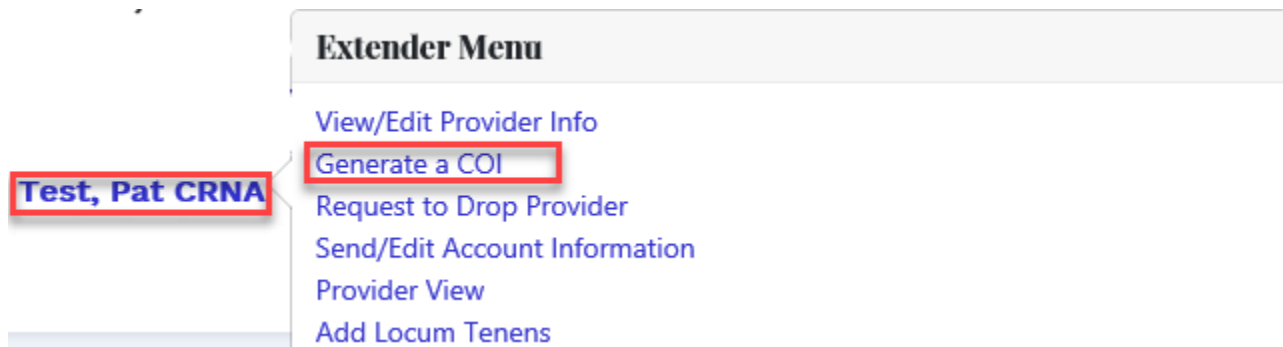 Extender Menu
View/Edit Provider Info
Generate a COI
Test, Pat CRNA
Request to Drop Provider
Send/Edit Account Information
Provider View
Add Locum Tenens